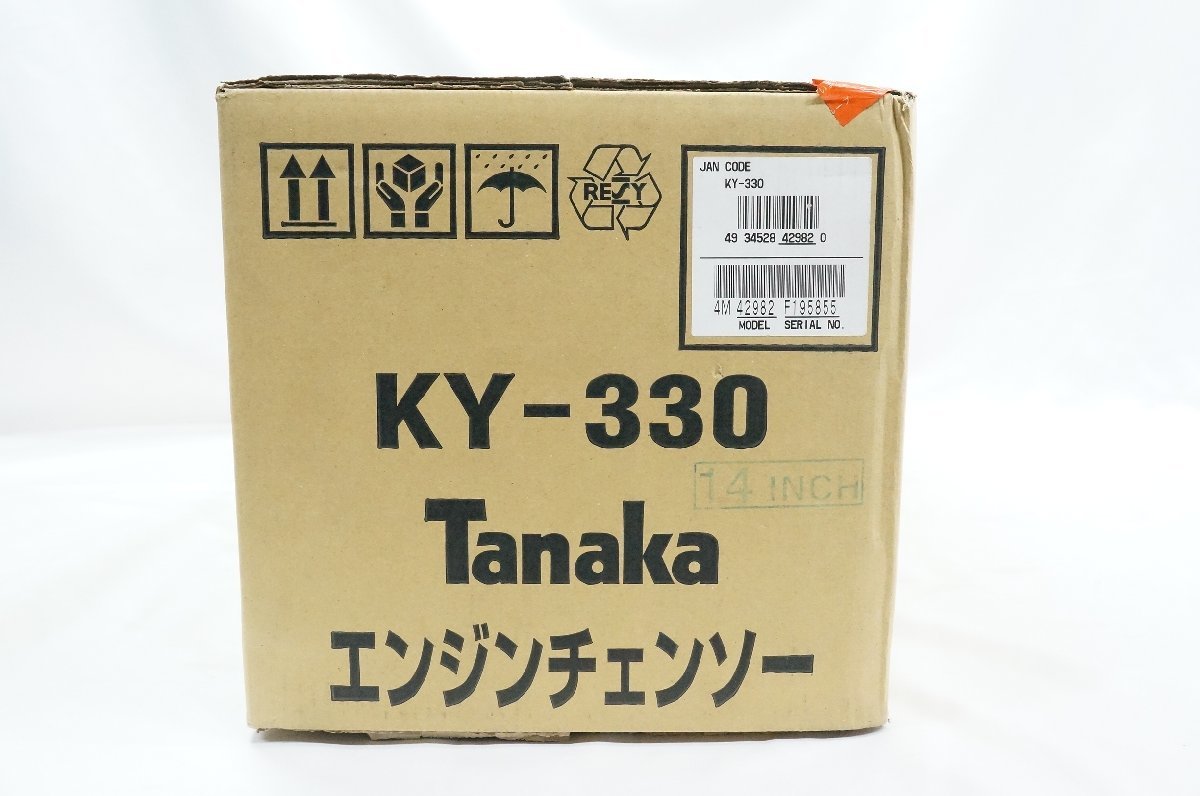 RESY
JAN CODE
KY-330
49 34528 42982 0
4M 42982 F195855
MODEL SERIAL NO.
KY-330
14 INCH
Tanaka
エンジンチェンソー